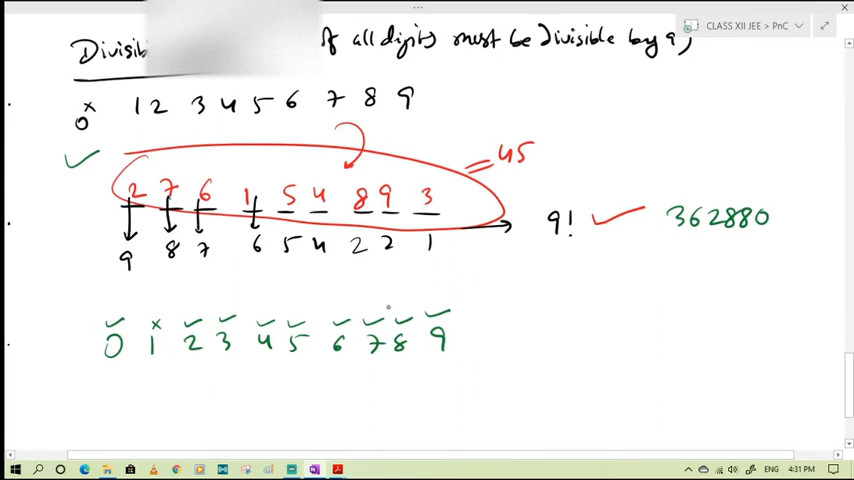 CLASS XII JEE > PnC
Divisib f all digits must be divisible by 9)
0 × 1 2 3 4 5 6 7 8 9
= 45
2 7 6 1 5 4 8 9 3
9! 362880
9 8 7 6 5 4 2 2 1
× 
0 1 2 3 4 5 6 7 8 9
ENG 4:31 PM